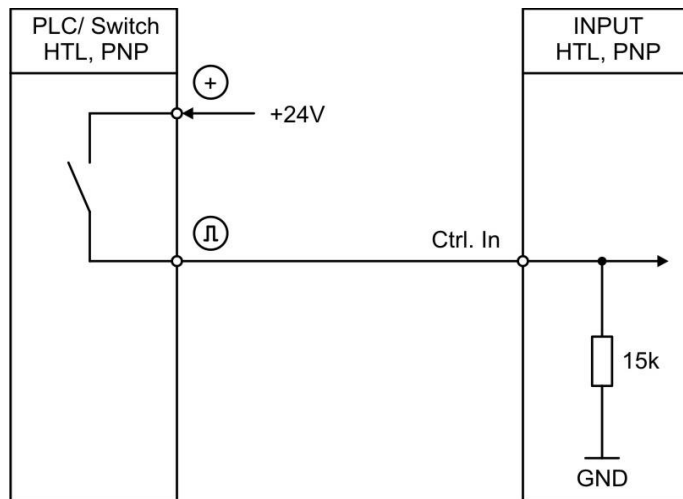 PLC/ Switch
HTL, PNP
INPUT
HTL, PNP
+
+24V
Ctrl. In
15k
GND